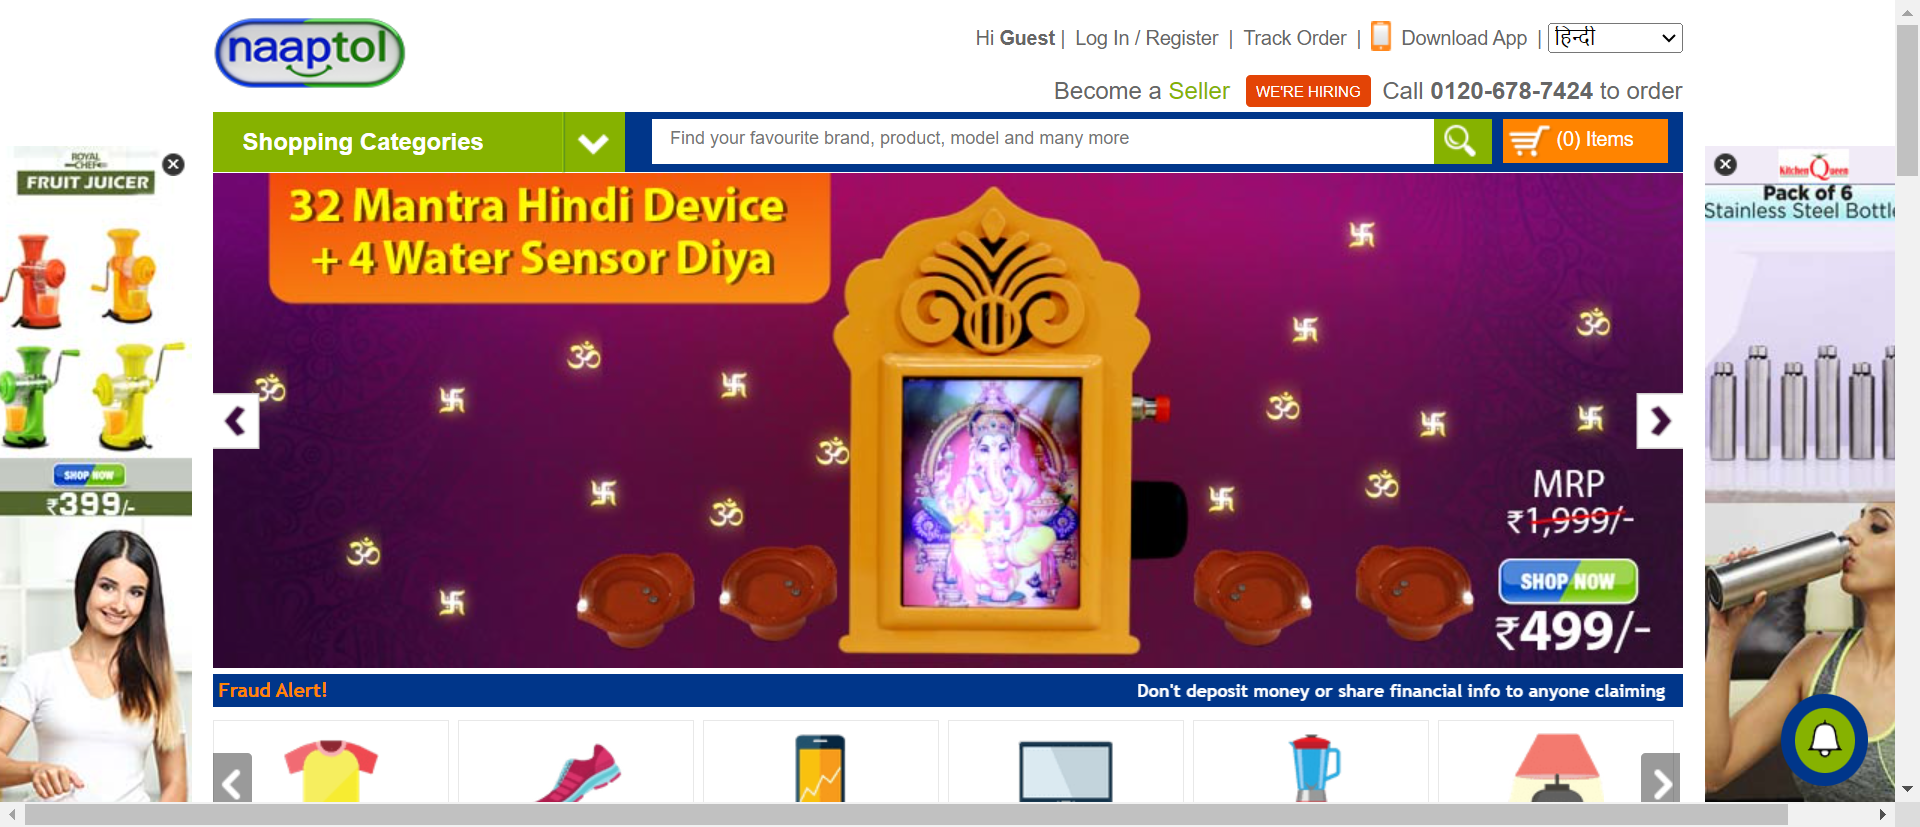 naaptol
Hi Guest | Log In / Register | Track Order | Download App | हिन्दी
Become a Seller WE'RE HIRING Call 0120-678-7424 to order
Shopping Categories
Find your favourite brand, product, model and many more
(0) Items
ROYAL
CHEF
FRUIT JUICER
SHOP NOW
₹399/-
32 Mantra Hindi Device
+ 4 Water Sensor Diya
MRP
₹1,999/-
SHOP NOW
₹499/-
Kitchen Queen
Pack of 6
Stainless Steel Bottle
Fraud Alert!
Don't deposit money or share financial info to anyone claiming